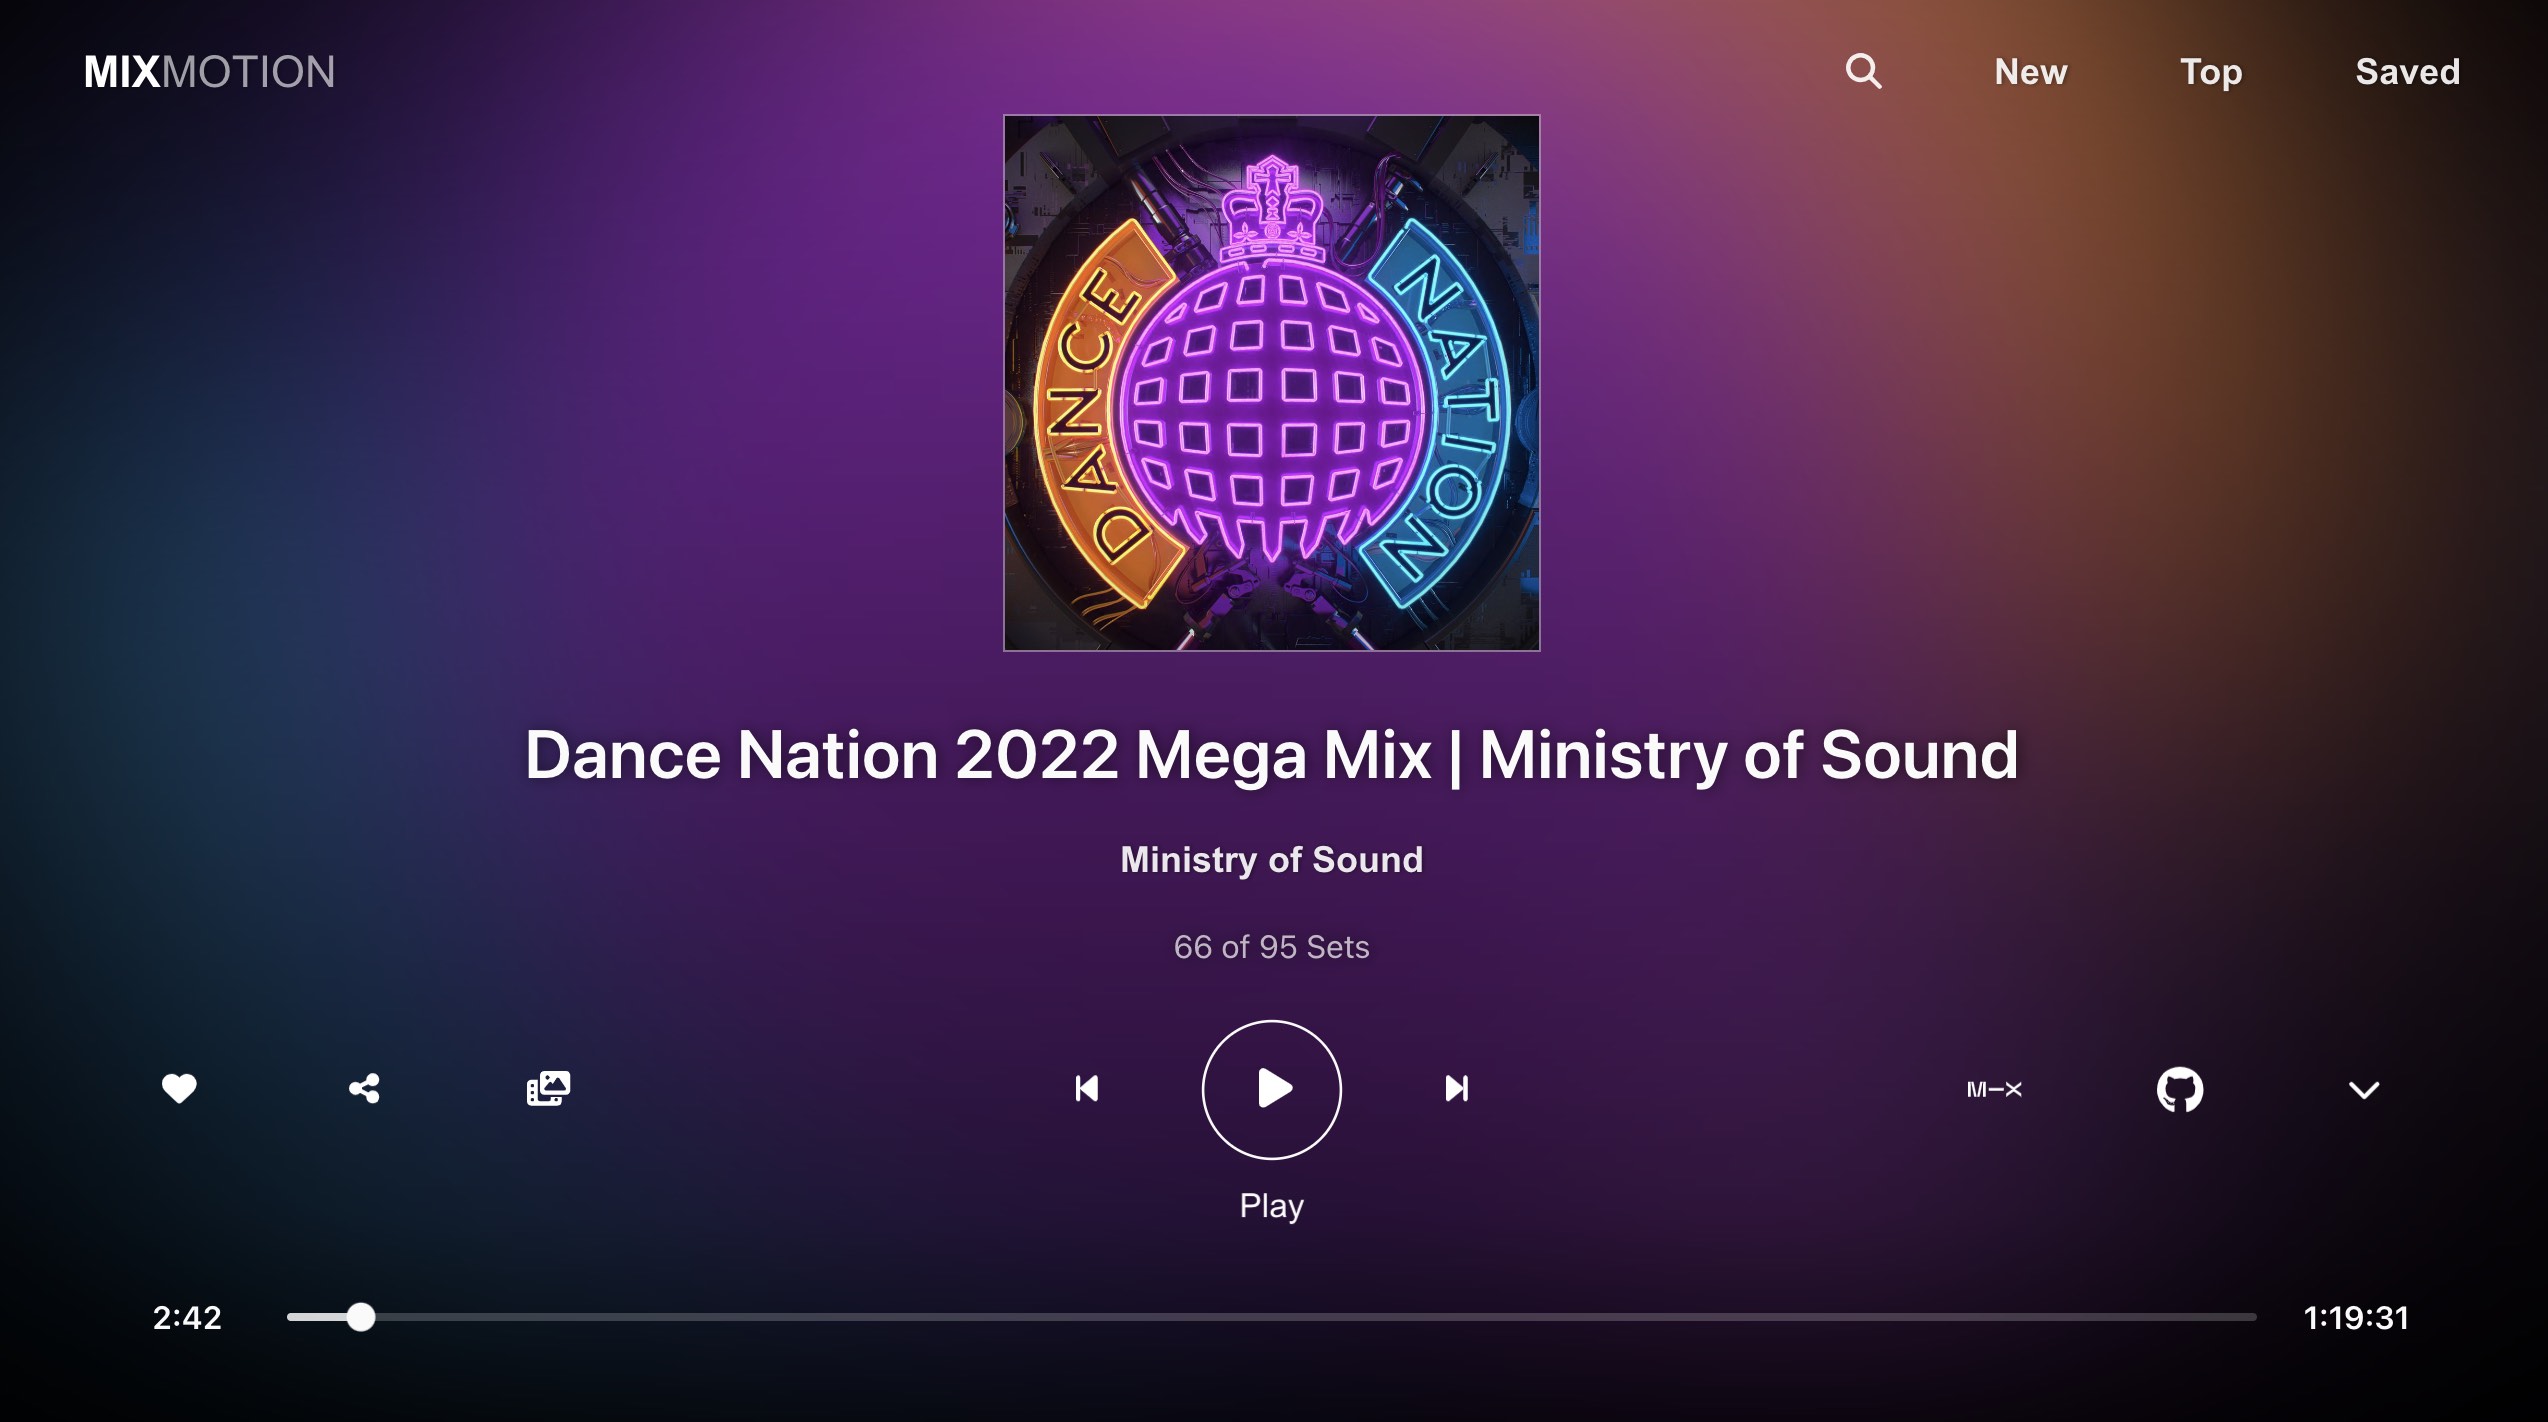 MIXMOTION
New
Top
Saved
DANCE
NATION
Dance Nation 2022 Mega Mix | Ministry of Sound
Ministry of Sound
66 of 95 Sets
M–X
Play
2:42
1:19:31